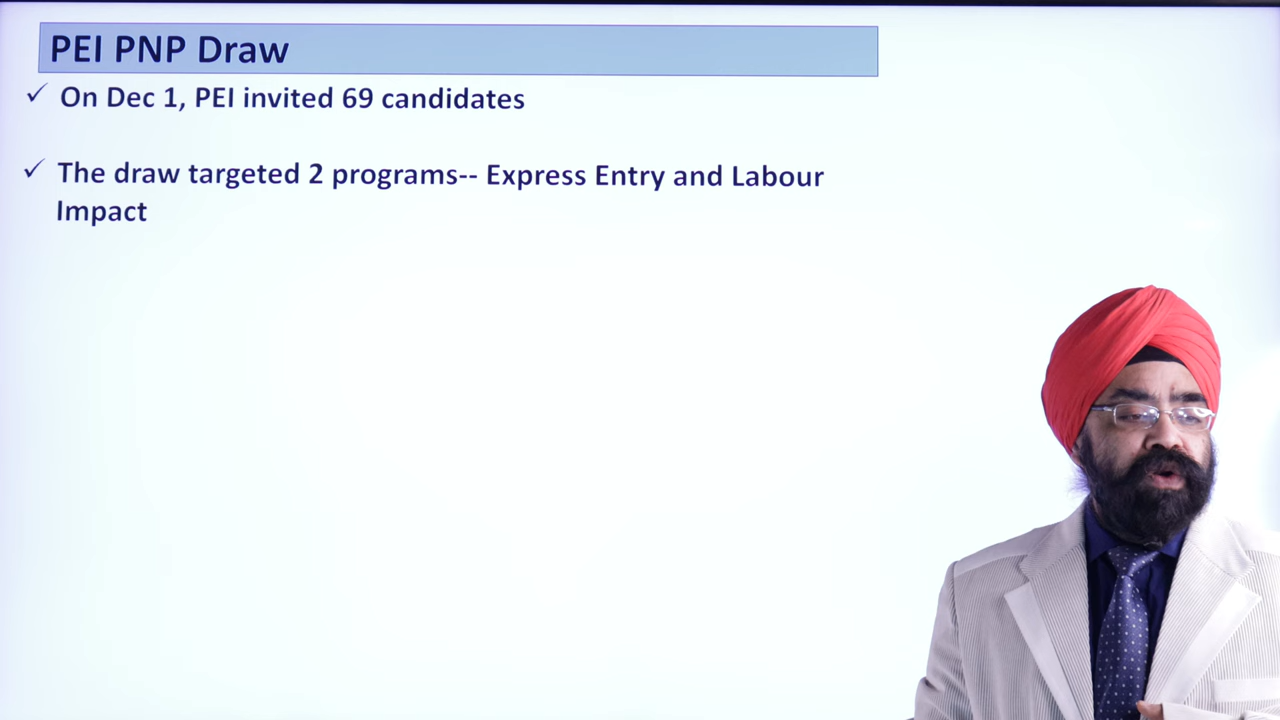 PEI PNP Draw
✓ On Dec 1, PEI invited 69 candidates
✓ The draw targeted 2 programs-- Express Entry and Labour
Impact